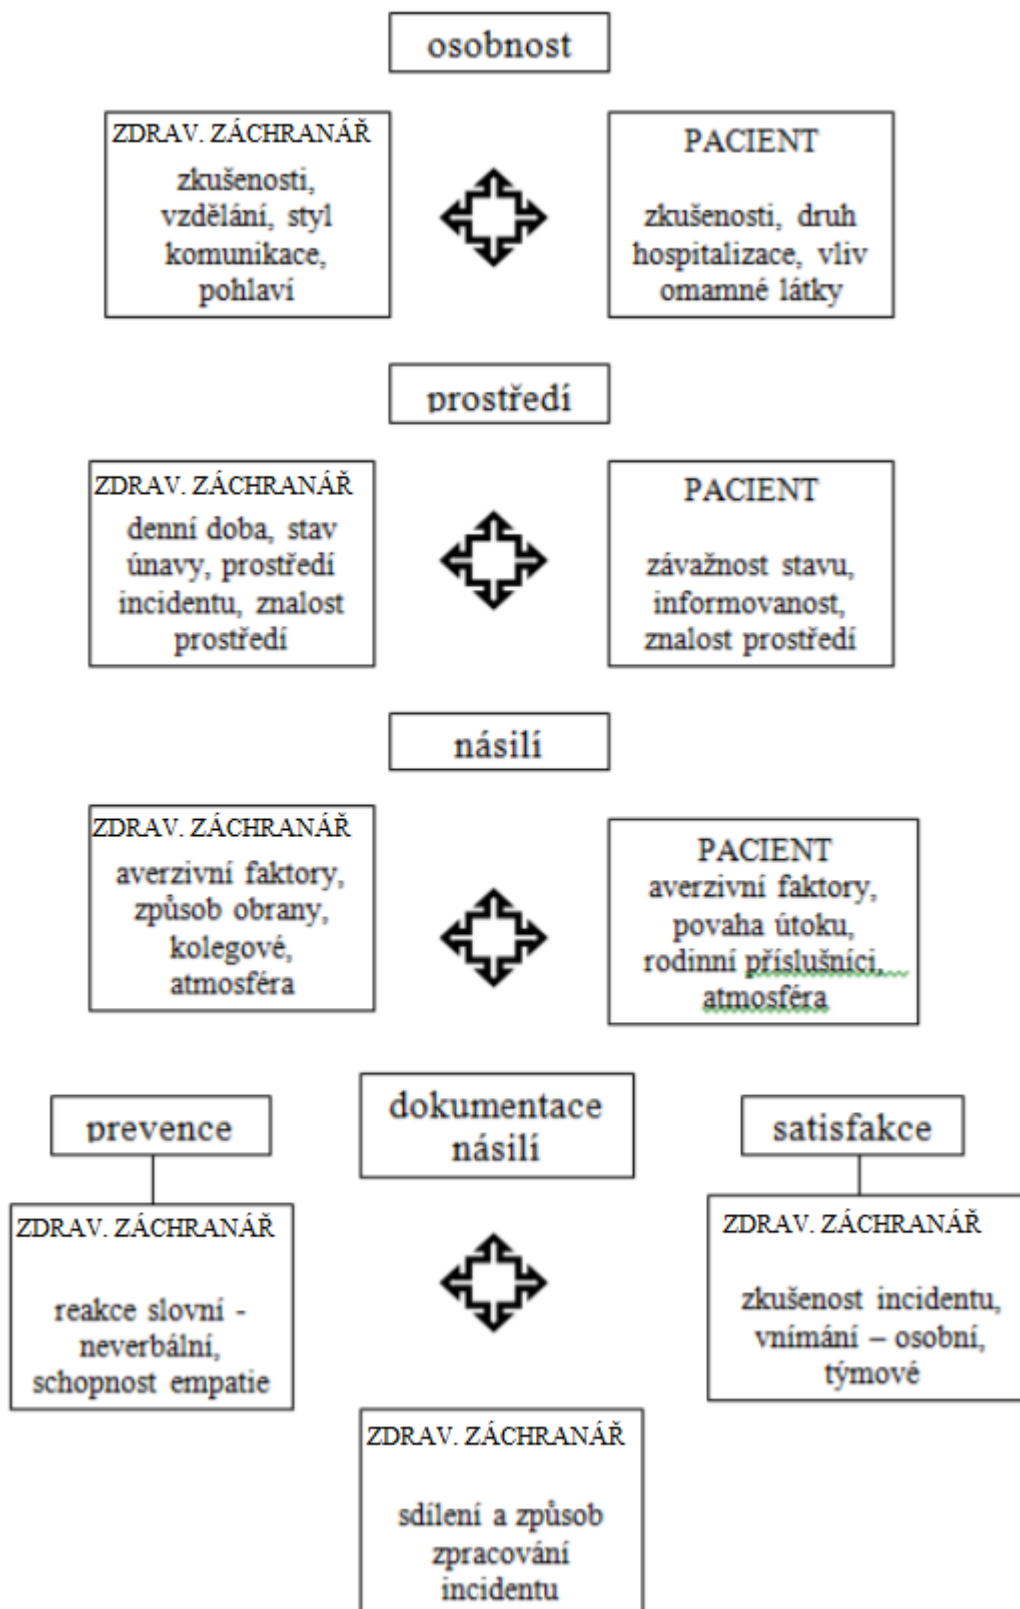 osobnost
ZDRAV. ZÁCHRANÁŘ
zkušenosti,
vzdělání, styl
komunikace,
pohlaví
PACIENT
zkušenosti, druh
hospitalizace, vliv
omamné látky
prostředí
ZDRAV. ZÁCHRANÁŘ
denní doba, stav
únavy, prostředí
incidentu, znalost
prostředí
PACIENT
závažnost stavu,
informovanost,
znalost prostředí
násilí
ZDRAV. ZÁCHRANÁŘ
averzivní faktory,
způsob obrany,
kolegové,
atmosféra
PACIENT
averzivní faktory,
povaha útoku,
rodinní příslušníci,
atmosféra
prevence
dokumentace
násilí
satisfakce
ZDRAV. ZÁCHRANÁŘ
reakce slovní -
neverbální,
schopnost empatie
ZDRAV. ZÁCHRANÁŘ
zkušenost incidentu,
vnímání – osobní,
týmové
ZDRAV. ZÁCHRANÁŘ
sdílení a způsob
zpracování
incidentu